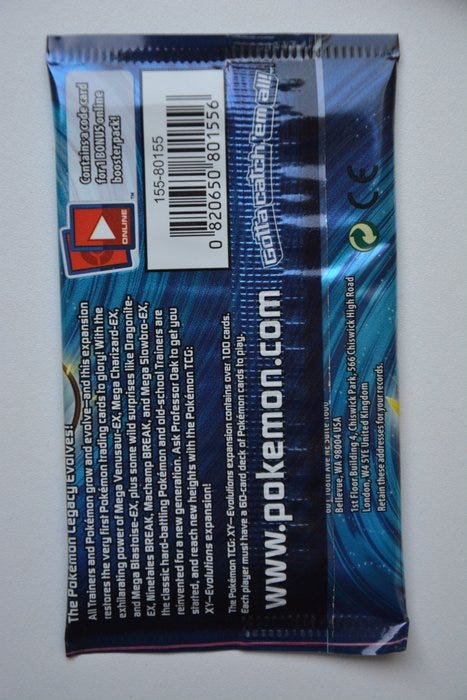 The Pokémon Legacy Evolves!
All Trainers and Pokémon grow and evolve—and this expansion
restores the very first Pokémon trading cards to glory! With the
exhilarating power of Mega Venusaur-EX, Mega Charizard-EX,
and Mega Blastoise-EX, plus some wild surprises like Dragonite-
EX, Ninetales BREAK, Machamp BREAK, and Mega Slowbro-EX,
the classic hard-battling Pokémon and old-school Trainers are
reinvented for a new generation. Ask Professor Oak to get you
started, and reach new heights with the Pokémon TCG:
XY—Evolutions expansion!
ONLINE
TM
Contains a code card
for 1 BONUS online
booster pack!
155-80155
0 820650 801556
The Pokémon TCG: XY—Evolutions expansion contains over 100 cards.
Each player must have a 60-card deck of Pokémon cards to play.
www.pokemon.com
Gotta catch 'em all!
Bellevue, WA 98004 USA
1st Floor Building 4, Chiswick Park, 566 Chiswick High Road
London, W4 5YE United Kingdom
Retain these addresses for your records.
CE